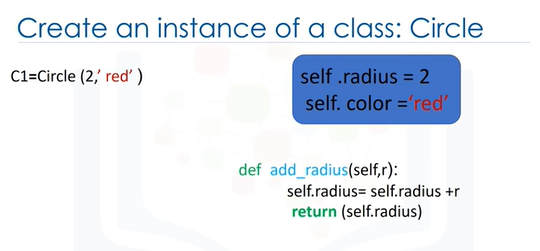 Create an instance of a class: Circle
C1=Circle (2,’ red’ )
self .radius = 2
self. color =‘red’
def add_radius(self,r):
self.radius= self.radius +r
return (self.radius)